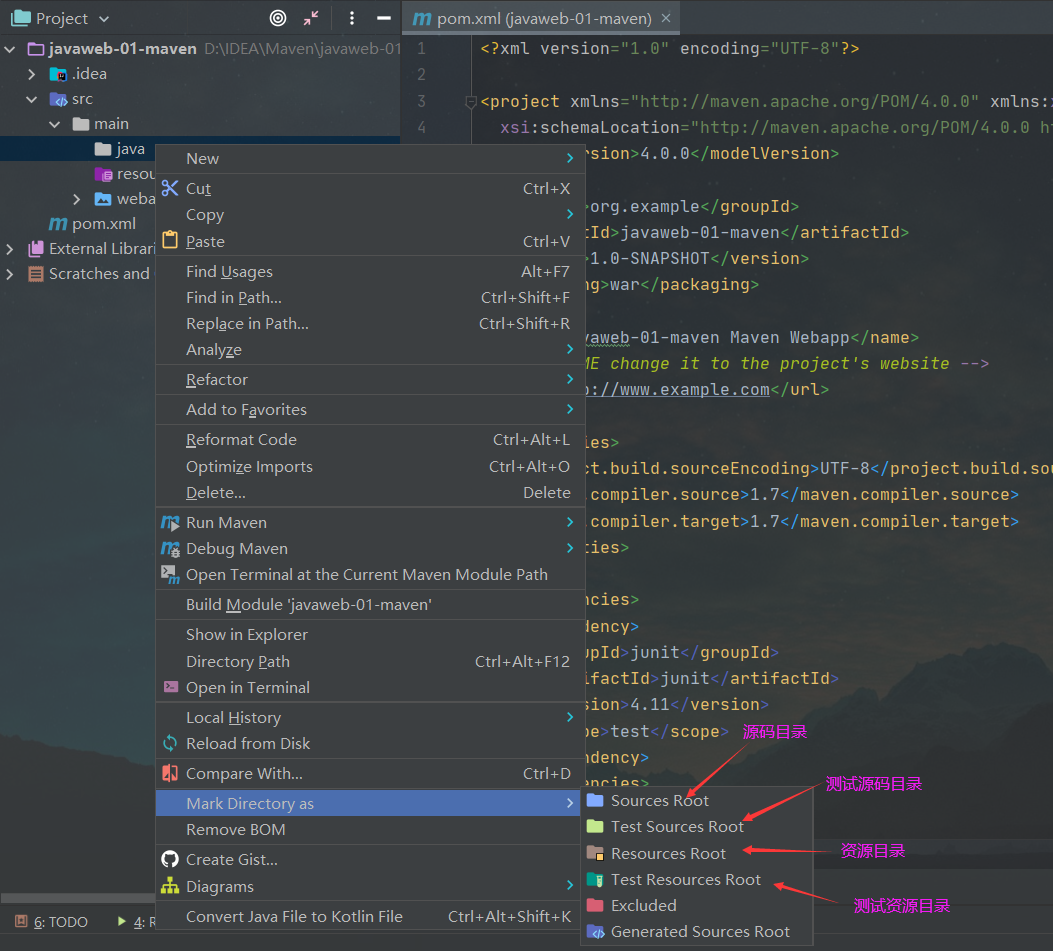 Project
pom.xml (javaweb-01-maven)
javaweb-01-maven D:\IDEA\Maven\javaweb-01
.idea
src
main
java
resou
weba
pom.xml
External Librari
Scratches and
1 <?xml version="1.0" encoding="UTF-8"?>
2
3 <project xmlns="http://maven.apache.org/POM/4.0.0" xmlns:
4 xsi:schemaLocation="http://maven.apache.org/POM/4.0.0 h
sion>4.0.0</modelVersion>
org.example</groupId>
tId>javaweb-01-maven</artifactId>
1.0-SNAPSHOT</version>
ng>war</packaging>
vaweb-01-maven Maven Webapp</name>
ME change it to the project's website -->
://www.example.com</url>
ies>
ct.build.sourceEncoding>UTF-8</project.build.sou
.compiler.source>1.7</maven.compiler.source>
.compiler.target>1.7</maven.compiler.target>
ties>
ncies>
dency>
upId>junit</groupId>
ifactId>junit</artifactId>
sion>4.11</version>
pe>test</scope>
ndency>
encies>
New
Cut Ctrl+X
Copy
Paste Ctrl+V
Find Usages Alt+F7
Find in Path... Ctrl+Shift+F
Replace in Path... Ctrl+Shift+R
Analyze
Refactor
Add to Favorites
Reformat Code Ctrl+Alt+L
Optimize Imports Ctrl+Alt+O
Delete... Delete
Run Maven
Debug Maven
Open Terminal at the Current Maven Module Path
Build Module 'javaweb-01-maven'
Show in Explorer
Directory Path Ctrl+Alt+F12
Open in Terminal
Local History
Reload from Disk
Compare With... Ctrl+D
Mark Directory as
Remove BOM
Create Gist...
Diagrams
Convert Java File to Kotlin File Ctrl+Alt+Shift+K
源码目录
测试源码目录
资源目录
测试资源目录
Sources Root
Test Sources Root
Resources Root
Test Resources Root
Excluded
Generated Sources Root
6: TODO
4: R